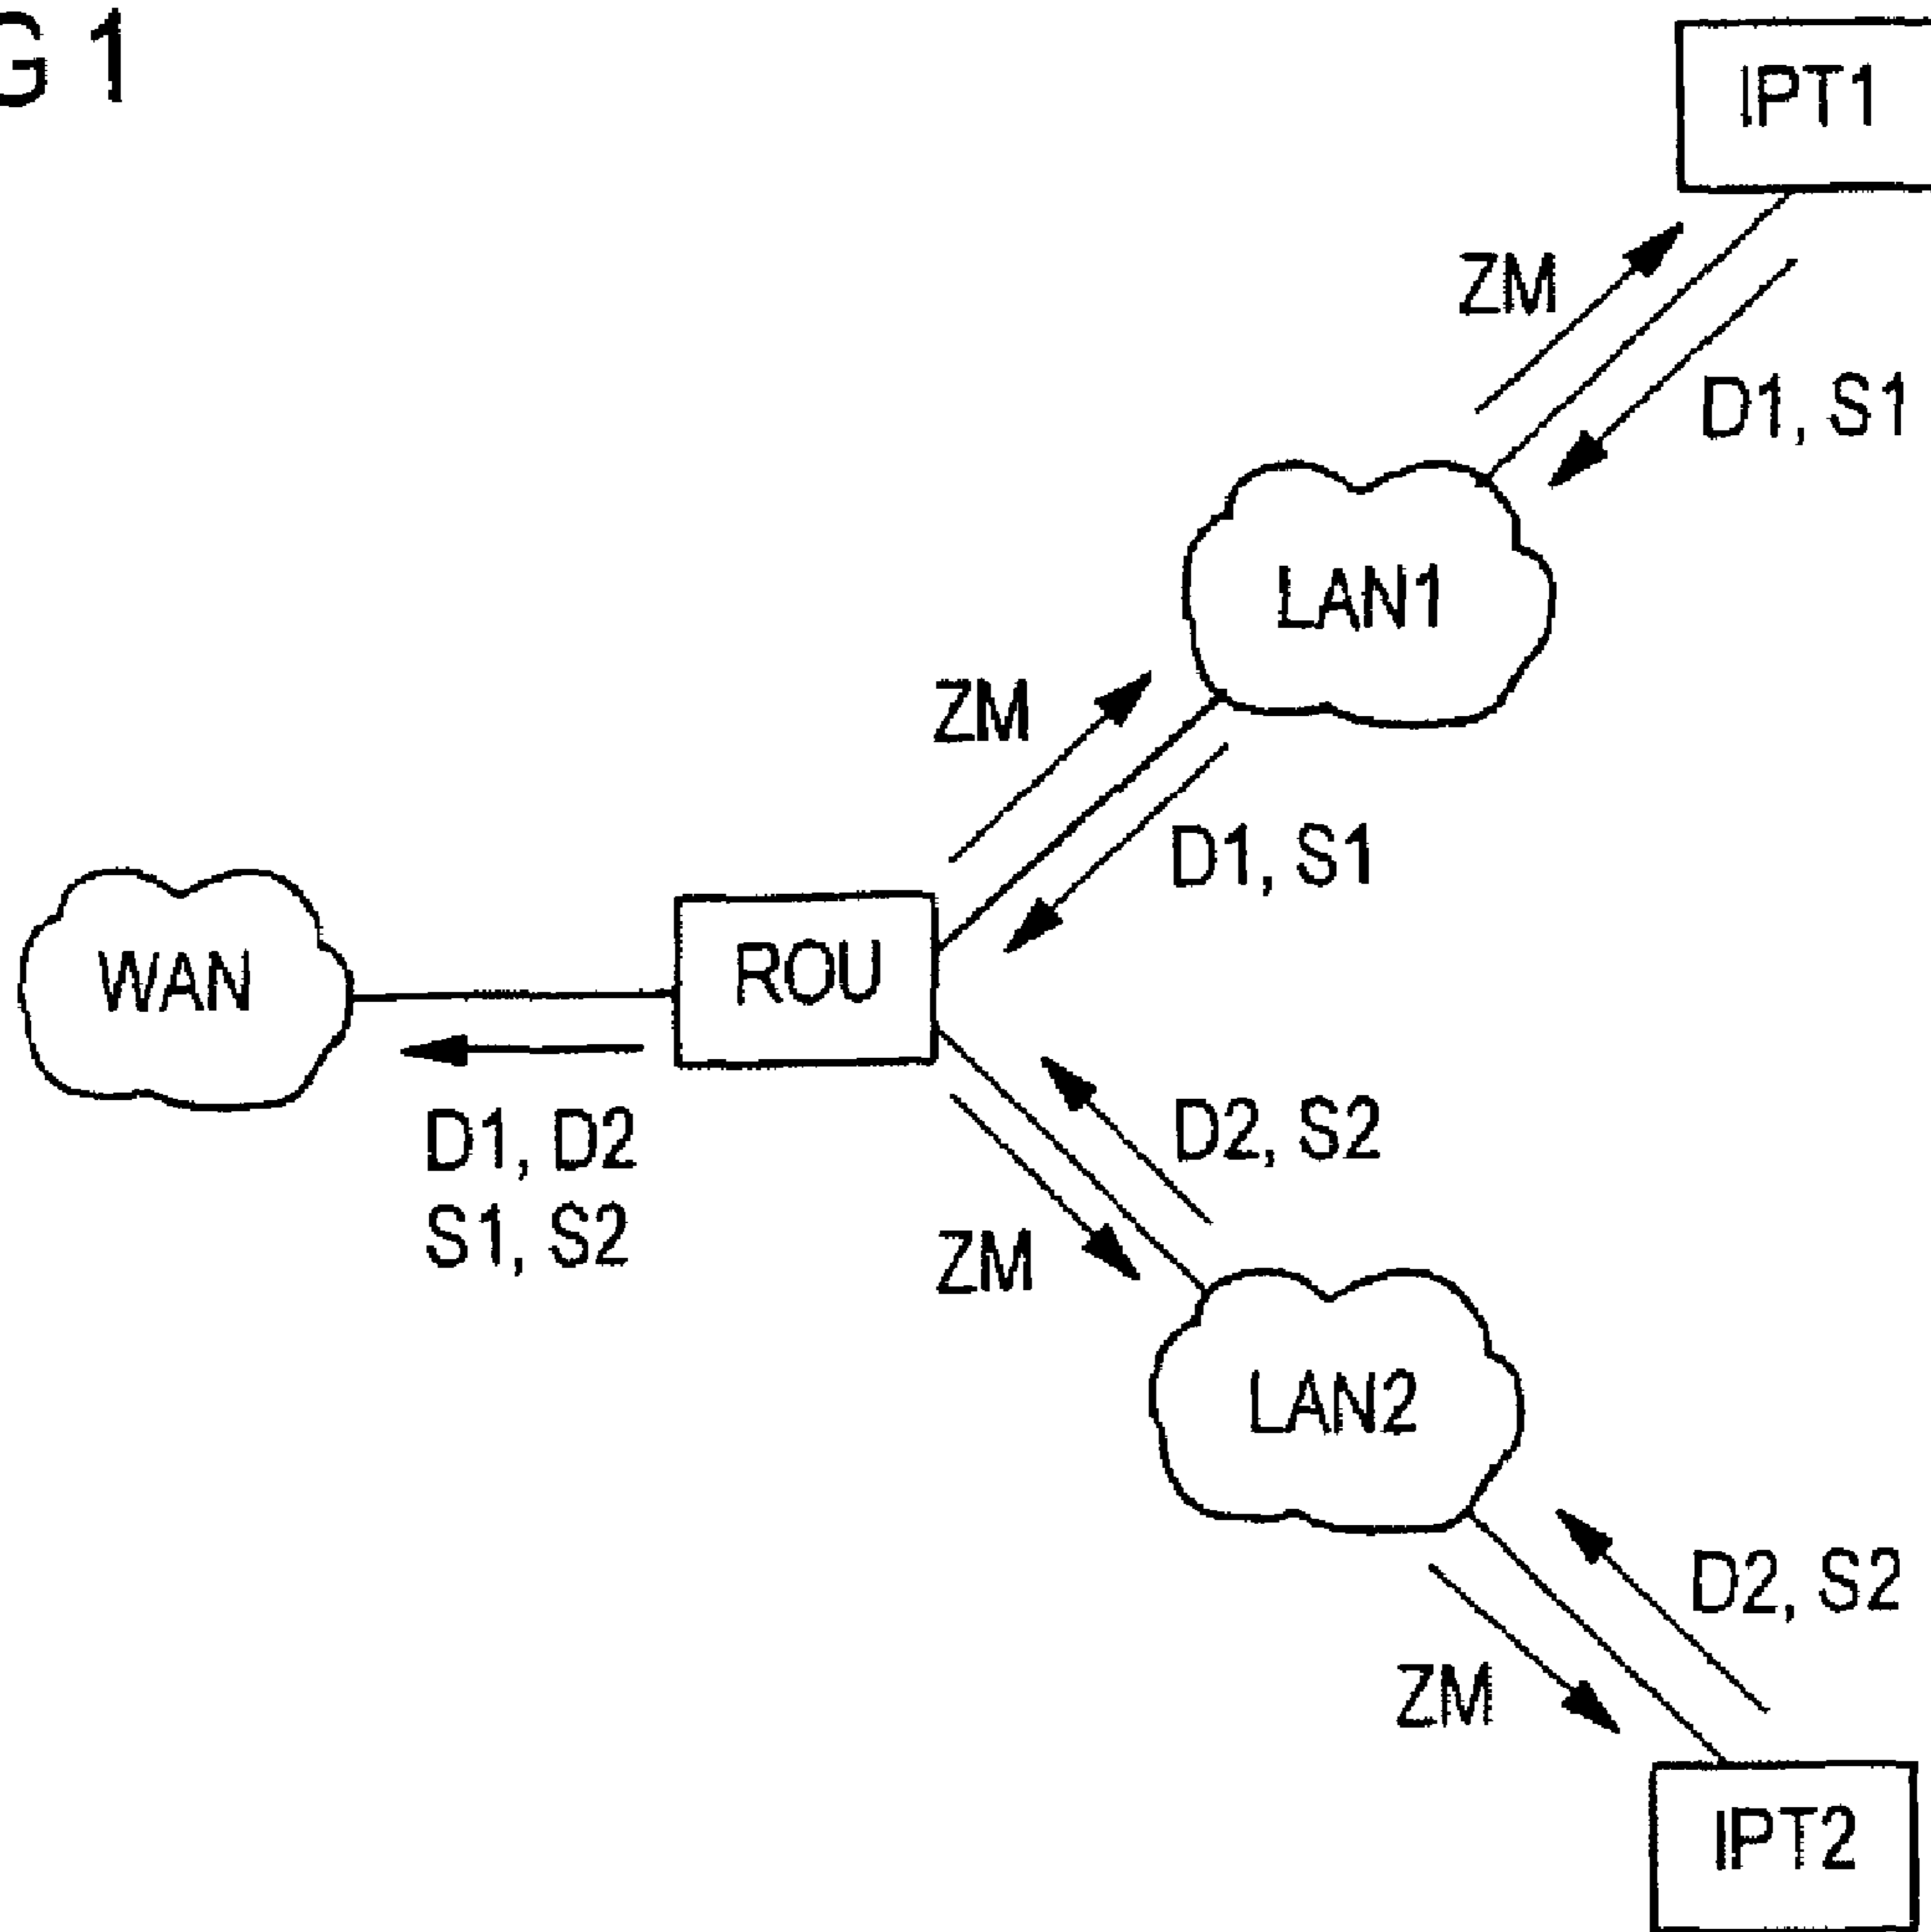 G 1
IPT1
ZM
D1, S1
LAN1
ZM
D1, S1
WAN
ROU
D1, D2
S1, S2
D2, S2
ZM
LAN2
D2, S2
ZM
IPT2